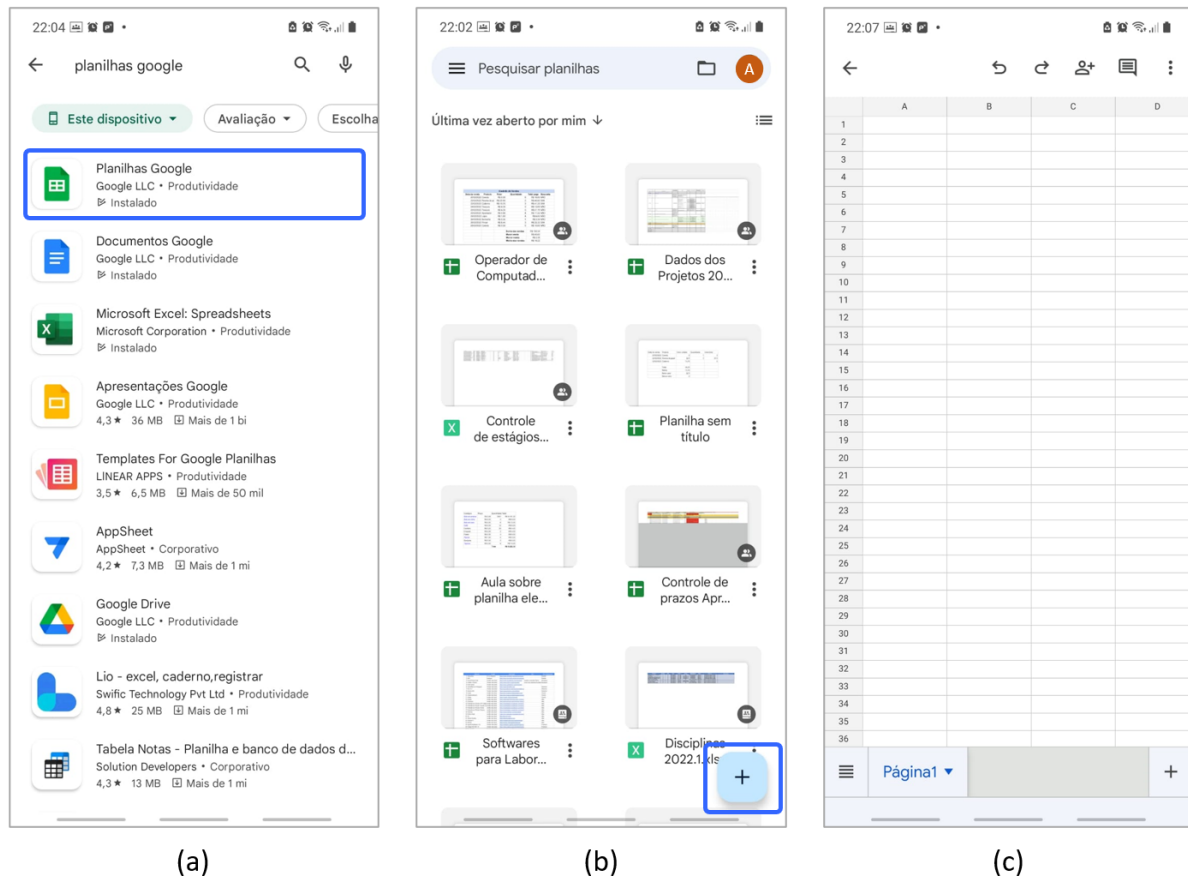 22:04
planilhas google
Este dispositivo
Avaliação
Escolha
Planilhas Google
Google LLC • Produtividade
Instalado
Documentos Google
Google LLC • Produtividade
Instalado
Microsoft Excel: Spreadsheets
Microsoft Corporation • Produtividade
Instalado
Apresentações Google
Google LLC • Produtividade
4,3★ 36 MB Mais de 1 bi
Templates For Google Planilhas
LINEAR APPS • Produtividade
3,5★ 6,5 MB Mais de 50 mil
AppSheet
AppSheet • Corporativo
4,2★ 7,3 MB Mais de 1 mi
Google Drive
Google LLC • Produtividade
Instalado
Lio - excel, caderno,registrar
Swific Technology Pvt Ltd • Produtividade
4,8★ 25 MB Mais de 1 mi
Tabela Notas - Planilha e banco de dados d...
Solution Developers • Corporativo
4,3★ 13 MB Mais de 1 mi
(a)
22:02
Pesquisar planilhas
A
Última vez aberto por mim ↓
Operador de
Computad...
Dados dos
Projetos 20...
Controle
de estágios...
Planilha sem
título
Aula sobre
planilha ele...
Controle de
prazos Apr...
Softwares
para Labor...
Disciplinas
2022.1.xls
+
(b)
22:07
A B C D
1
2
3
4
5
6
7
8
9
10
11
12
13
14
15
16
17
18
19
20
21
22
23
24
25
26
27
28
29
30
31
32
33
34
35
36
Página1
+
(c)